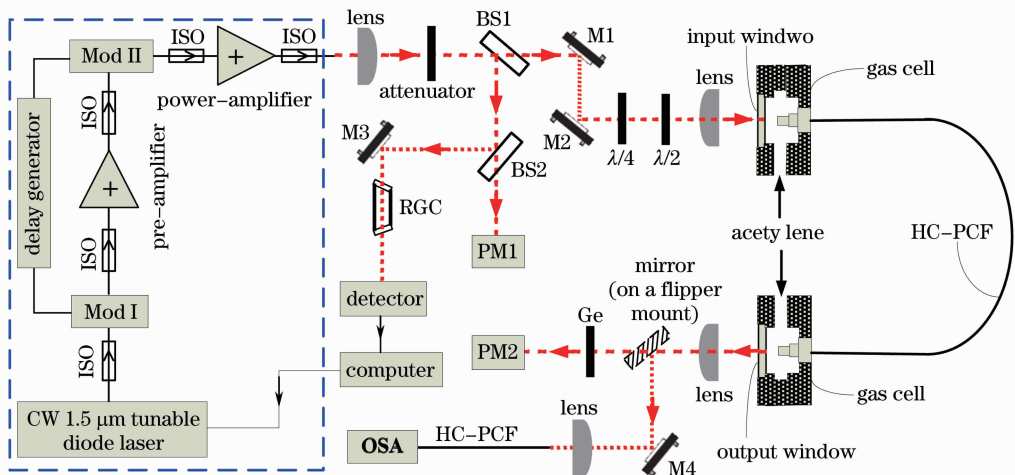 ISO
ISO
Mod II
power-amplifier
ISO
delay generator
pre-amplifier
ISO
Mod I
ISO
CW 1.5 μm tunable
diode laser
lens
attenuator
BS1
M1
M2
λ/4
λ/2
lens
input windwo
gas cell
M3
BS2
RGC
PM1
detector
computer
acety lene
HC-PCF
mirror
(on a flipper
mount)
Ge
PM2
lens
gas cell
output window
lens
HC-PCF
OSA
M4